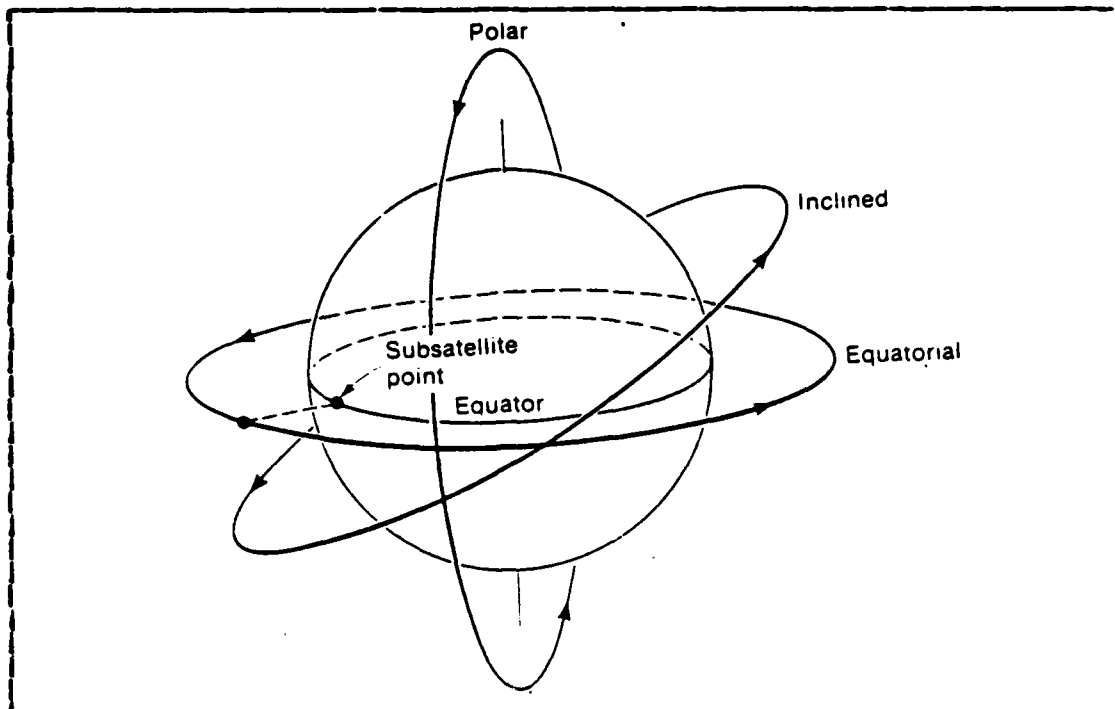 Polar
Inclined
Equatorial
Subsatellite
point
Equator